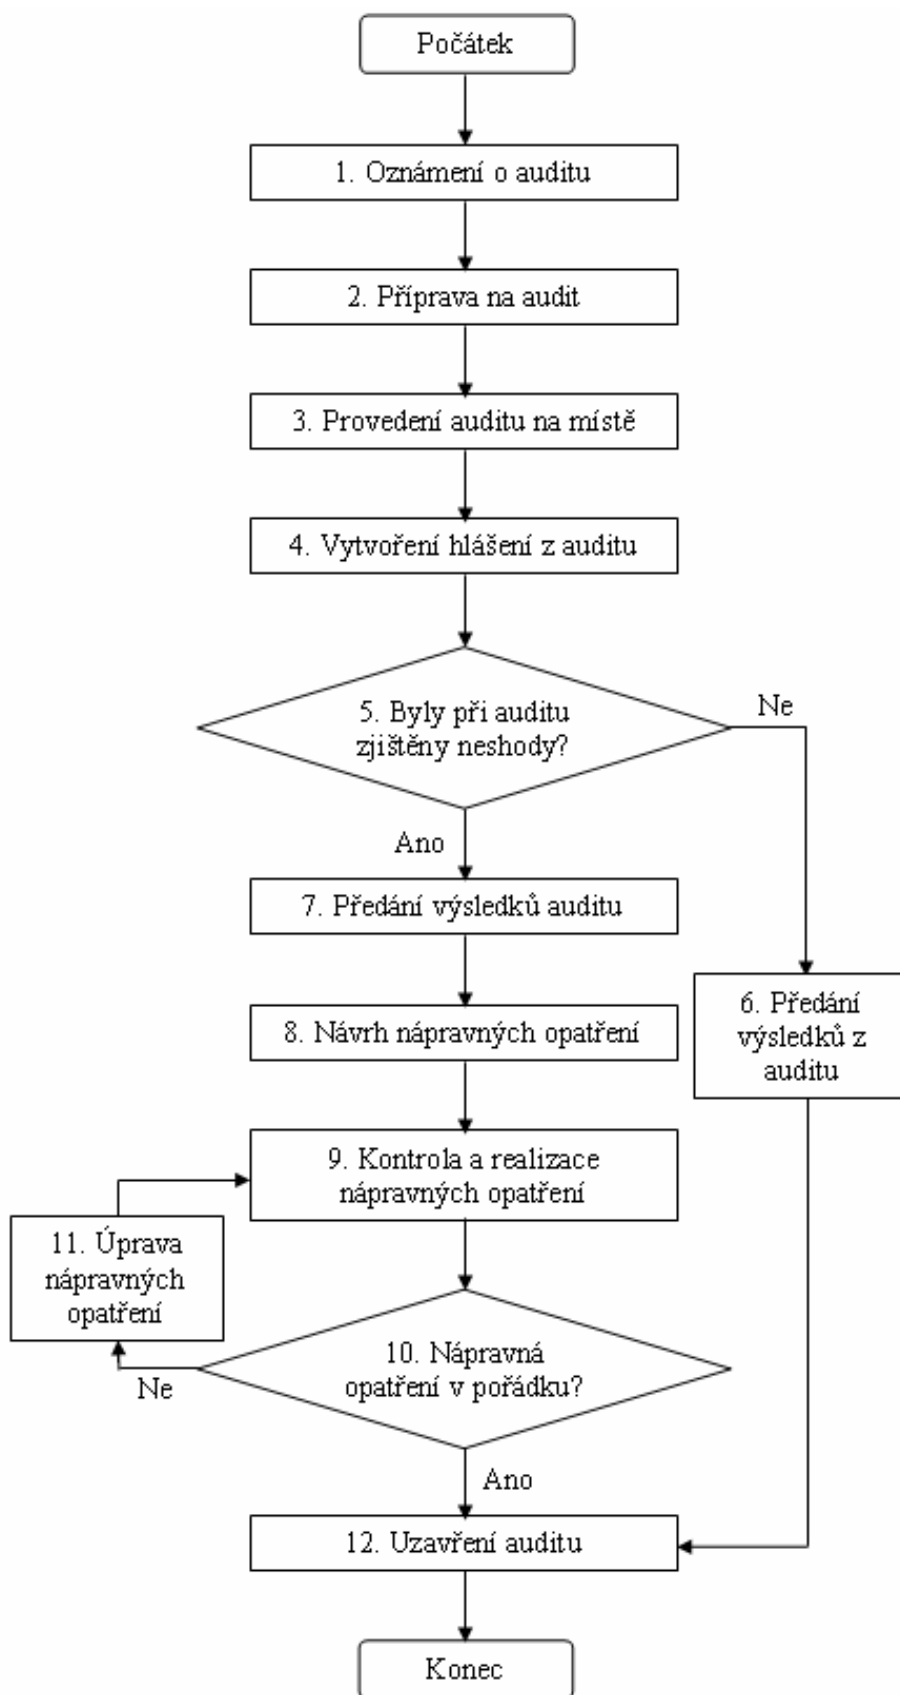 Počátek
1. Oznámení o auditu
2. Příprava na audit
3. Provedení auditu na místě
4. Vytvoření hlášení z auditu
5. Byly při auditu
zjištěny neshody?
Ne
Ano
7. Předání výsledků auditu
6. Předání
výsledků z
auditu
8. Návrh nápravných opatření
9. Kontrola a realizace
nápravných opatření
11. Úprava
nápravných
opatření
10. Nápravná
opatření v pořádku?
Ne
Ano
12. Uzavření auditu
Konec